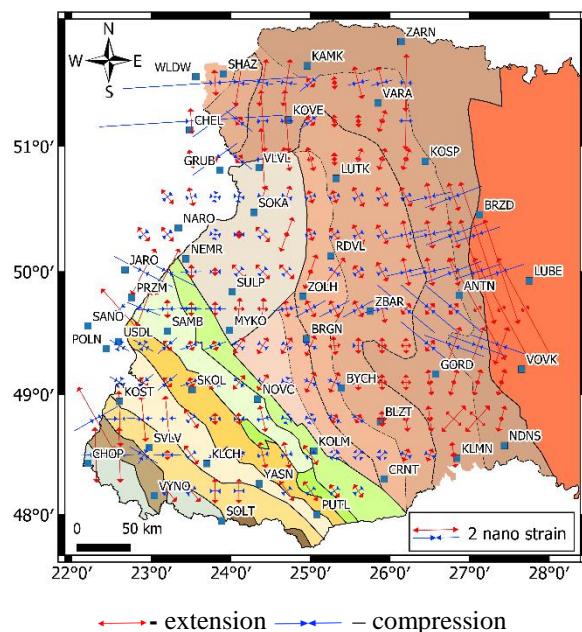 N
W E
S
ZARN
KAMK
SHAZ
WLDW
VARA
KOVE
CHEL
51°0'
KOSP
GRUB
VLVL
LUTK
SOKA
BRZD
NARO
RDVL
NEMR
JARO
50°0'
LUBE
PRZM
SULP
ZOLH
ANTN
ZBAR
SANO
USDL
SAMB
MYKO
POLN
BRGN
VOVK
GORD
49°0'
KOST
SKOL
NOVC
BYCH
BLZT
SVLV
KOLM
NDNS
CHOP
KLCH
KLMN
YASN
CRNT
VYNO
PUTL
48°0'
SOLT
50 km
2 nano strain
22°0' 23°0' 24°0' 25°0' 26°0' 27°0' 28°0'
- extension – compression